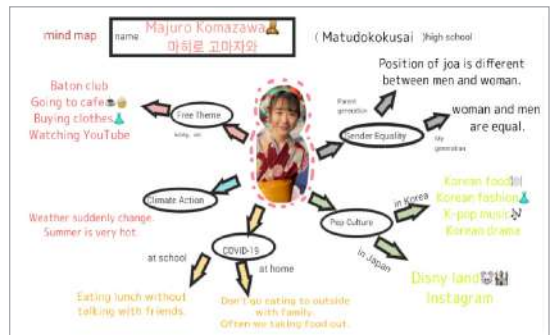 mind map
name
Majuro Komazawa
마히로 고마자와
( Matudokokusai )high school
Baton club
Going to cafe
Buying clothes
Watching YouTube
Free Theme
Parent generation
Position of joa is different
between men and woman.
Gender Equality
My generation
woman and men
are equal.
Climate Action
Weather suddenly change.
Summer is very hot.
Pop Culture
in Korea
Korean food
Korean fashion
K-pop music
Korean drama
in Japan
Disny land
Instagram
COVID-19
at school
at home
Eating lunch without
talking with friends.
Don't go eating to outside
with family.
Often we taking food out.